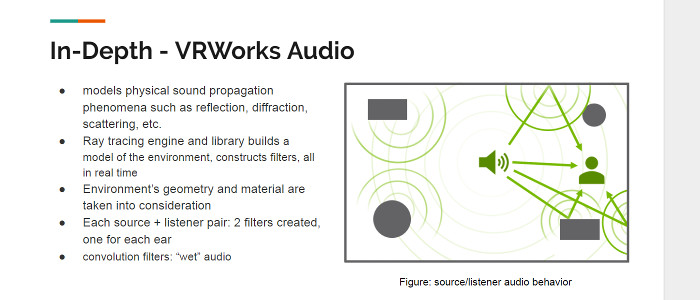 In-Depth - VRWorks Audio
● models physical sound propagation
phenomena such as reflection, diffraction,
scattering, etc.
● Ray tracing engine and library builds a
model of the environment, constructs filters, all
in real time
● Environment's geometry and material are
taken into consideration
● Each source + listener pair: 2 filters created,
one for each ear
● convolution filters: “wet” audio
Figure: source/listener audio behavior